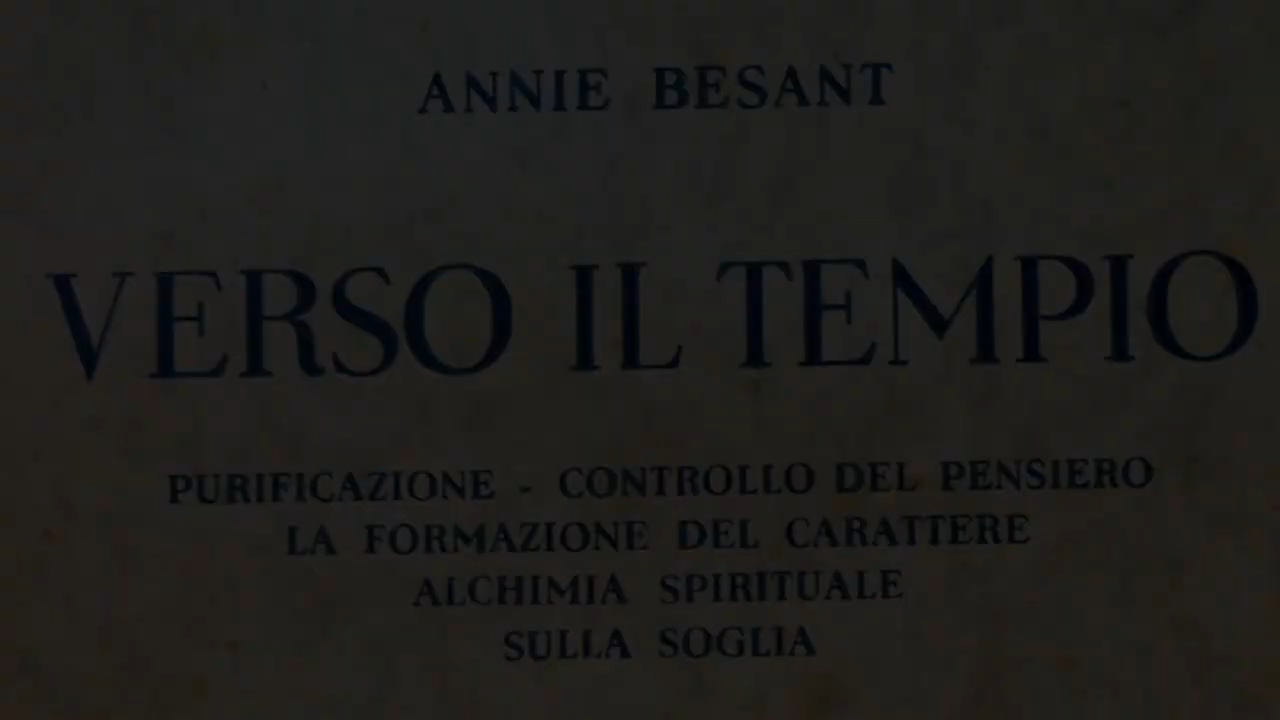 ANNIE BESANT
VERSO IL TEMPIO
PURIFICAZIONE - CONTROLLO DEL PENSIERO
LA FORMAZIONE DEL CARATTERE
ALCHIMIA SPIRITUALE
SULLA SOGLIA